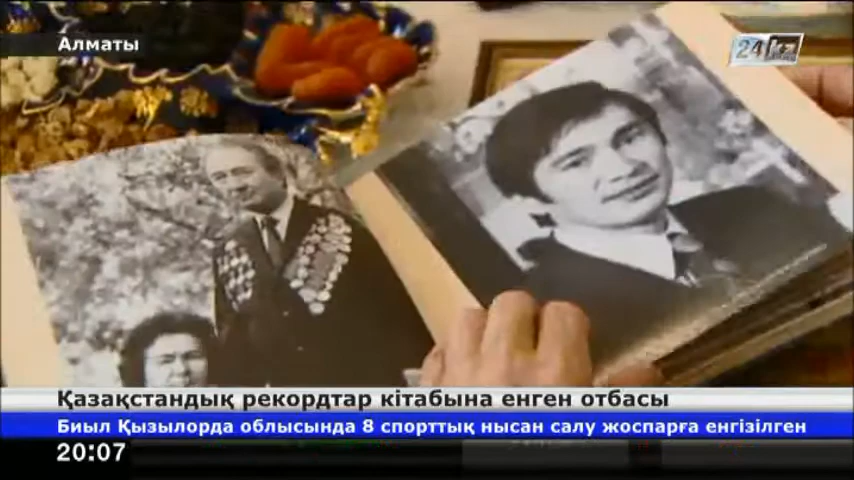 Алматы
24KZ
Қазақстандық рекордтар кітабына енген отбасы
Биыл Қызылорда облысында 8 спорттық нысан салу жоспарға енгізілген
20:07